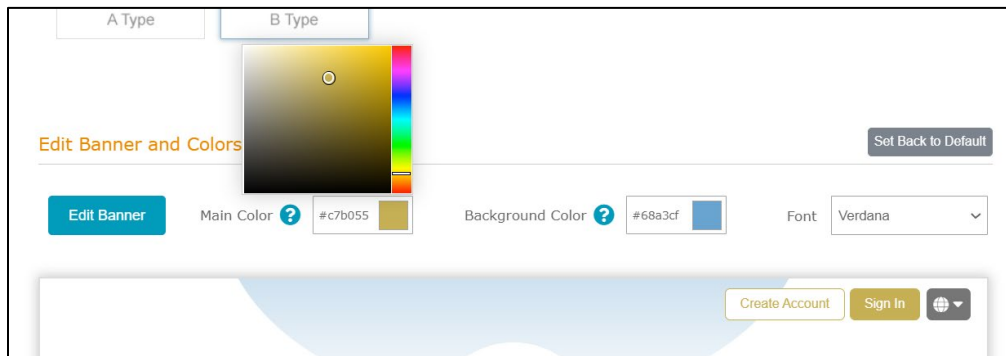 A Type
B Type
Edit Banner and Colors
Set Back to Default
Edit Banner
Main Color ?
#c7b055
Background Color ?
#68a3cf
Font
Verdana
Create Account
Sign In